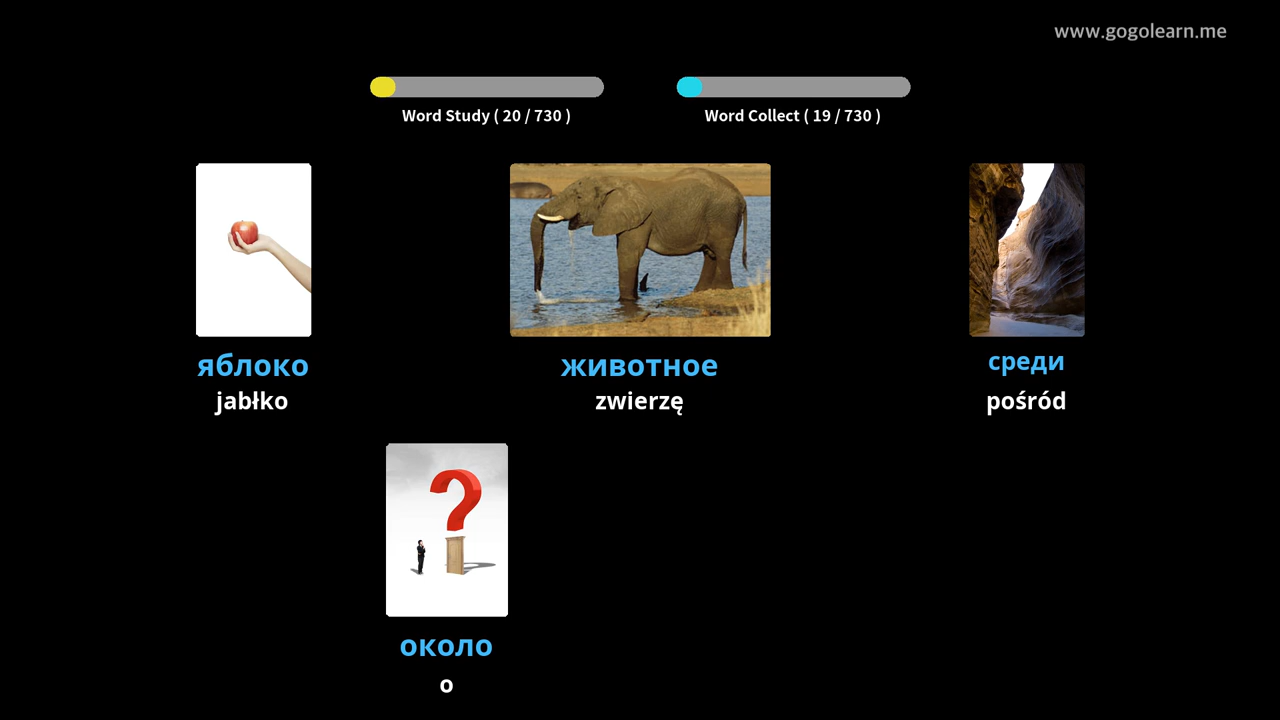 www.gogolearn.me
Word Study ( 20 / 730 )
Word Collect ( 19 / 730 )
яблоко
jabłko
животное
zwierzę
среди
pośród
около
o